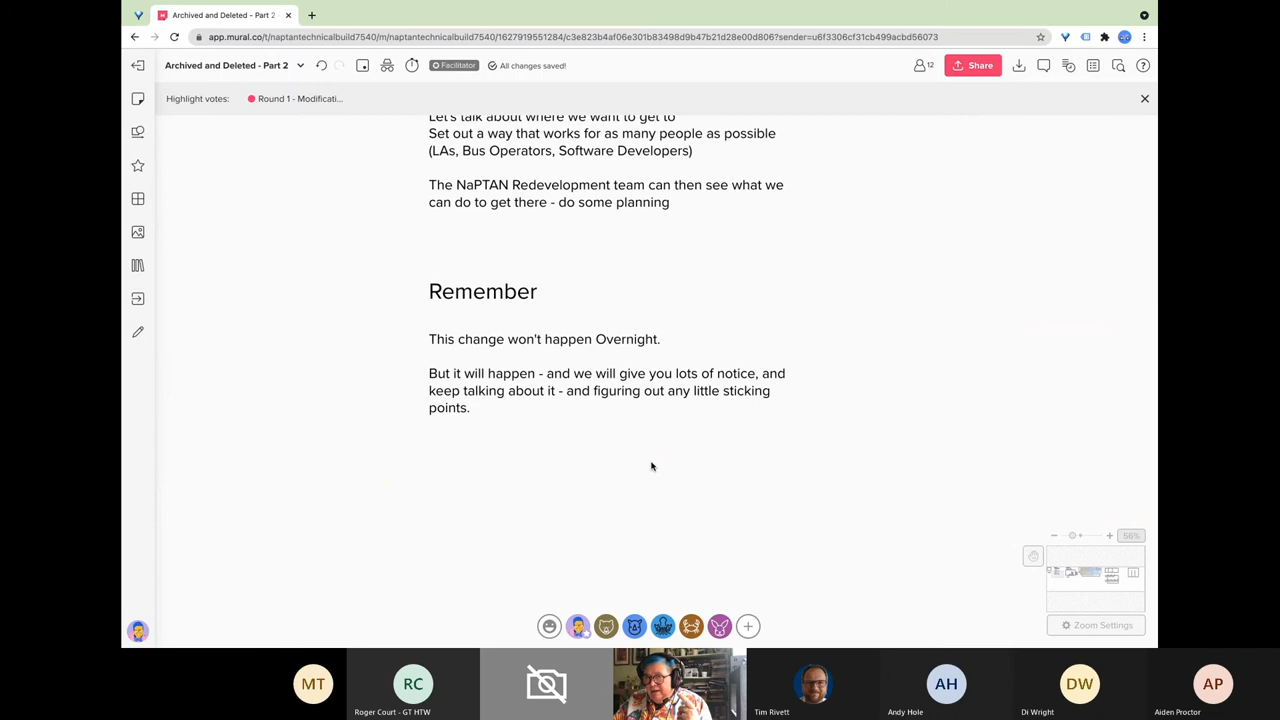 Archived and Deleted - Part 2
app.mural.co/t/naptantechnicalbuild7540/m/naptantechnicalbuild7540/1627919551284/c3e823b4af06e301b83498d9b47b21d28e00d806?sender=u6f3306cf31cb499acbd56073
Archived and Deleted - Part 2
Facilitator
All changes saved!
12
Share
Highlight votes:
Round 1 - Modificati...
Let's talk about where we want to get to
Set out a way that works for as many people as possible
(LAs, Bus Operators, Software Developers)
The NaPTAN Redevelopment team can then see what we
can do to get there - do some planning
Remember
This change won't happen Overnight.
But it will happen - and we will give you lots of notice, and
keep talking about it - and figuring out any little sticking
points.
56%
Zoom Settings
MT
RC
AH
DW
AP
Roger Court - GT HTW
Tim Rivett
Andy Hole
Di Wright
Aiden Proctor